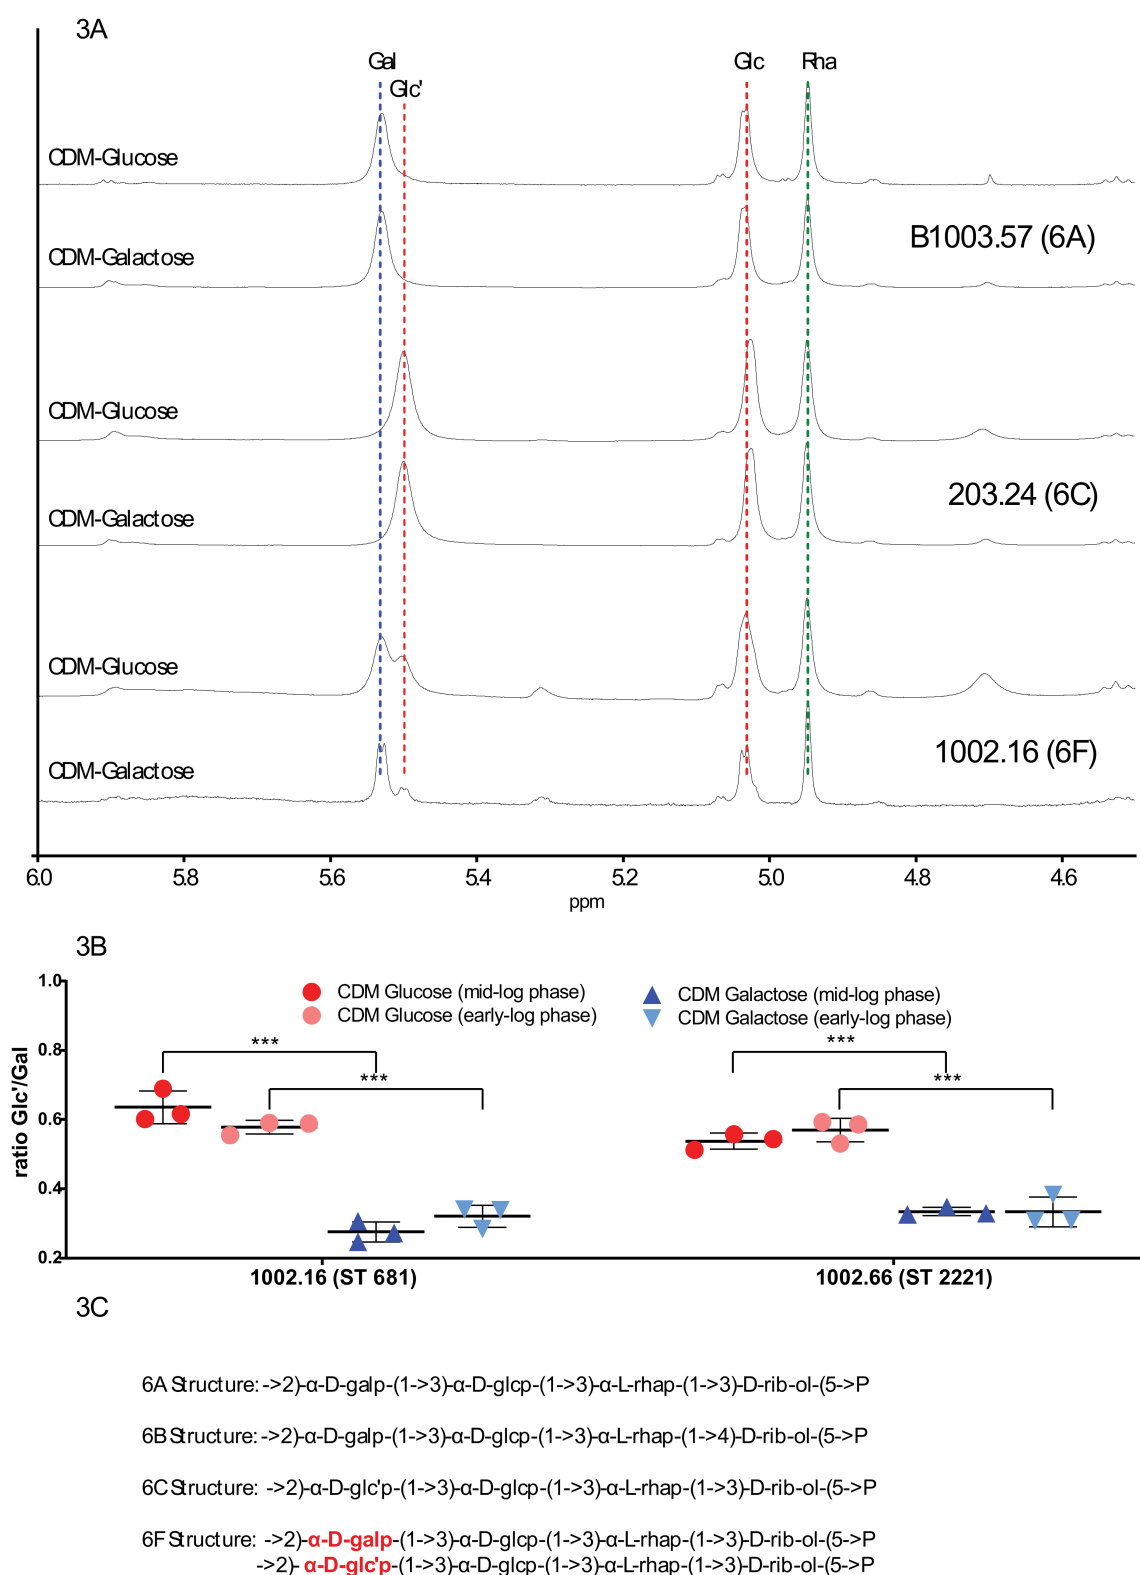 3A
Gal
Glc'
Glc
Rha
CDM-Glucose
CDM-Galactose
B1003.57 (6A)
CDM-Glucose
CDM-Galactose
203.24 (6C)
CDM-Glucose
CDM-Galactose
1002.16 (6F)
6.0 5.8 5.6 5.4 5.2 5.0 4.8 4.6
ppm
3B
ratio Glc'/Gal
1.0
0.8
0.6
0.4
0.2
CDM Glucose (mid-log phase)
CDM Glucose (early-log phase)
CDM Galactose (mid-log phase)
CDM Galactose (early-log phase)
***
***
***
***
1002.16 (ST 681)
1002.66 (ST 2221)
3C
6A Structure: ->2)-α-D-galp-(1->3)-α-D-glcp-(1->3)-α-L-rhap-(1->3)-D-rib-ol-(5->P
6B Structure: ->2)-α-D-galp-(1->3)-α-D-glcp-(1->3)-α-L-rhap-(1->4)-D-rib-ol-(5->P
6C Structure: ->2)-α-D-glc'p-(1->3)-α-D-glcp-(1->3)-α-L-rhap-(1->3)-D-rib-ol-(5->P
6F Structure: ->2)-α-D-galp-(1->3)-α-D-glcp-(1->3)-α-L-rhap-(1->3)-D-rib-ol-(5->P
->2)- α-D-glc'p-(1->3)-α-D-glcp-(1->3)-α-L-rhap-(1->3)-D-rib-ol-(5->P